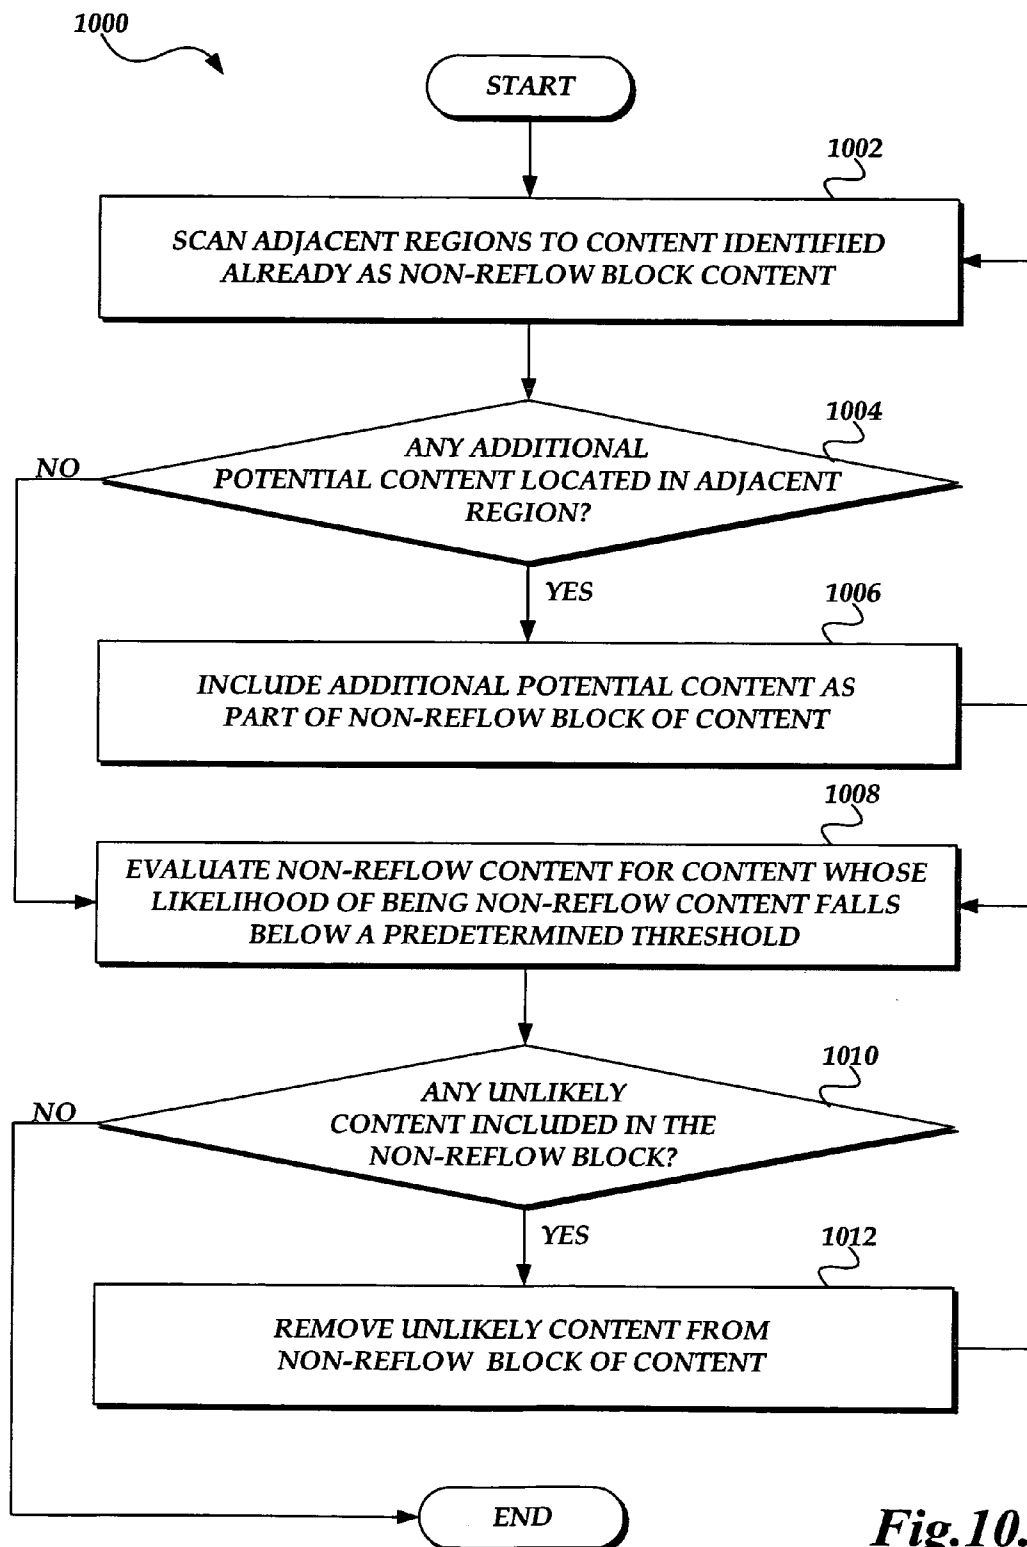 1000
START
1002
SCAN ADJACENT REGIONS TO CONTENT IDENTIFIED
ALREADY AS NON-REFLOW BLOCK CONTENT
1004
ANY ADDITIONAL
POTENTIAL CONTENT LOCATED IN ADJACENT
REGION?
NO
YES
1006
INCLUDE ADDITIONAL POTENTIAL CONTENT AS
PART OF NON-REFLOW BLOCK OF CONTENT
1008
EVALUATE NON-REFLOW CONTENT FOR CONTENT WHOSE
LIKELIHOOD OF BEING NON-REFLOW CONTENT FALLS
BELOW A PREDETERMINED THRESHOLD
1010
ANY UNLIKELY
CONTENT INCLUDED IN THE
NON-REFLOW BLOCK?
NO
YES
1012
REMOVE UNLIKELY CONTENT FROM
NON-REFLOW BLOCK OF CONTENT
END
Fig.10.